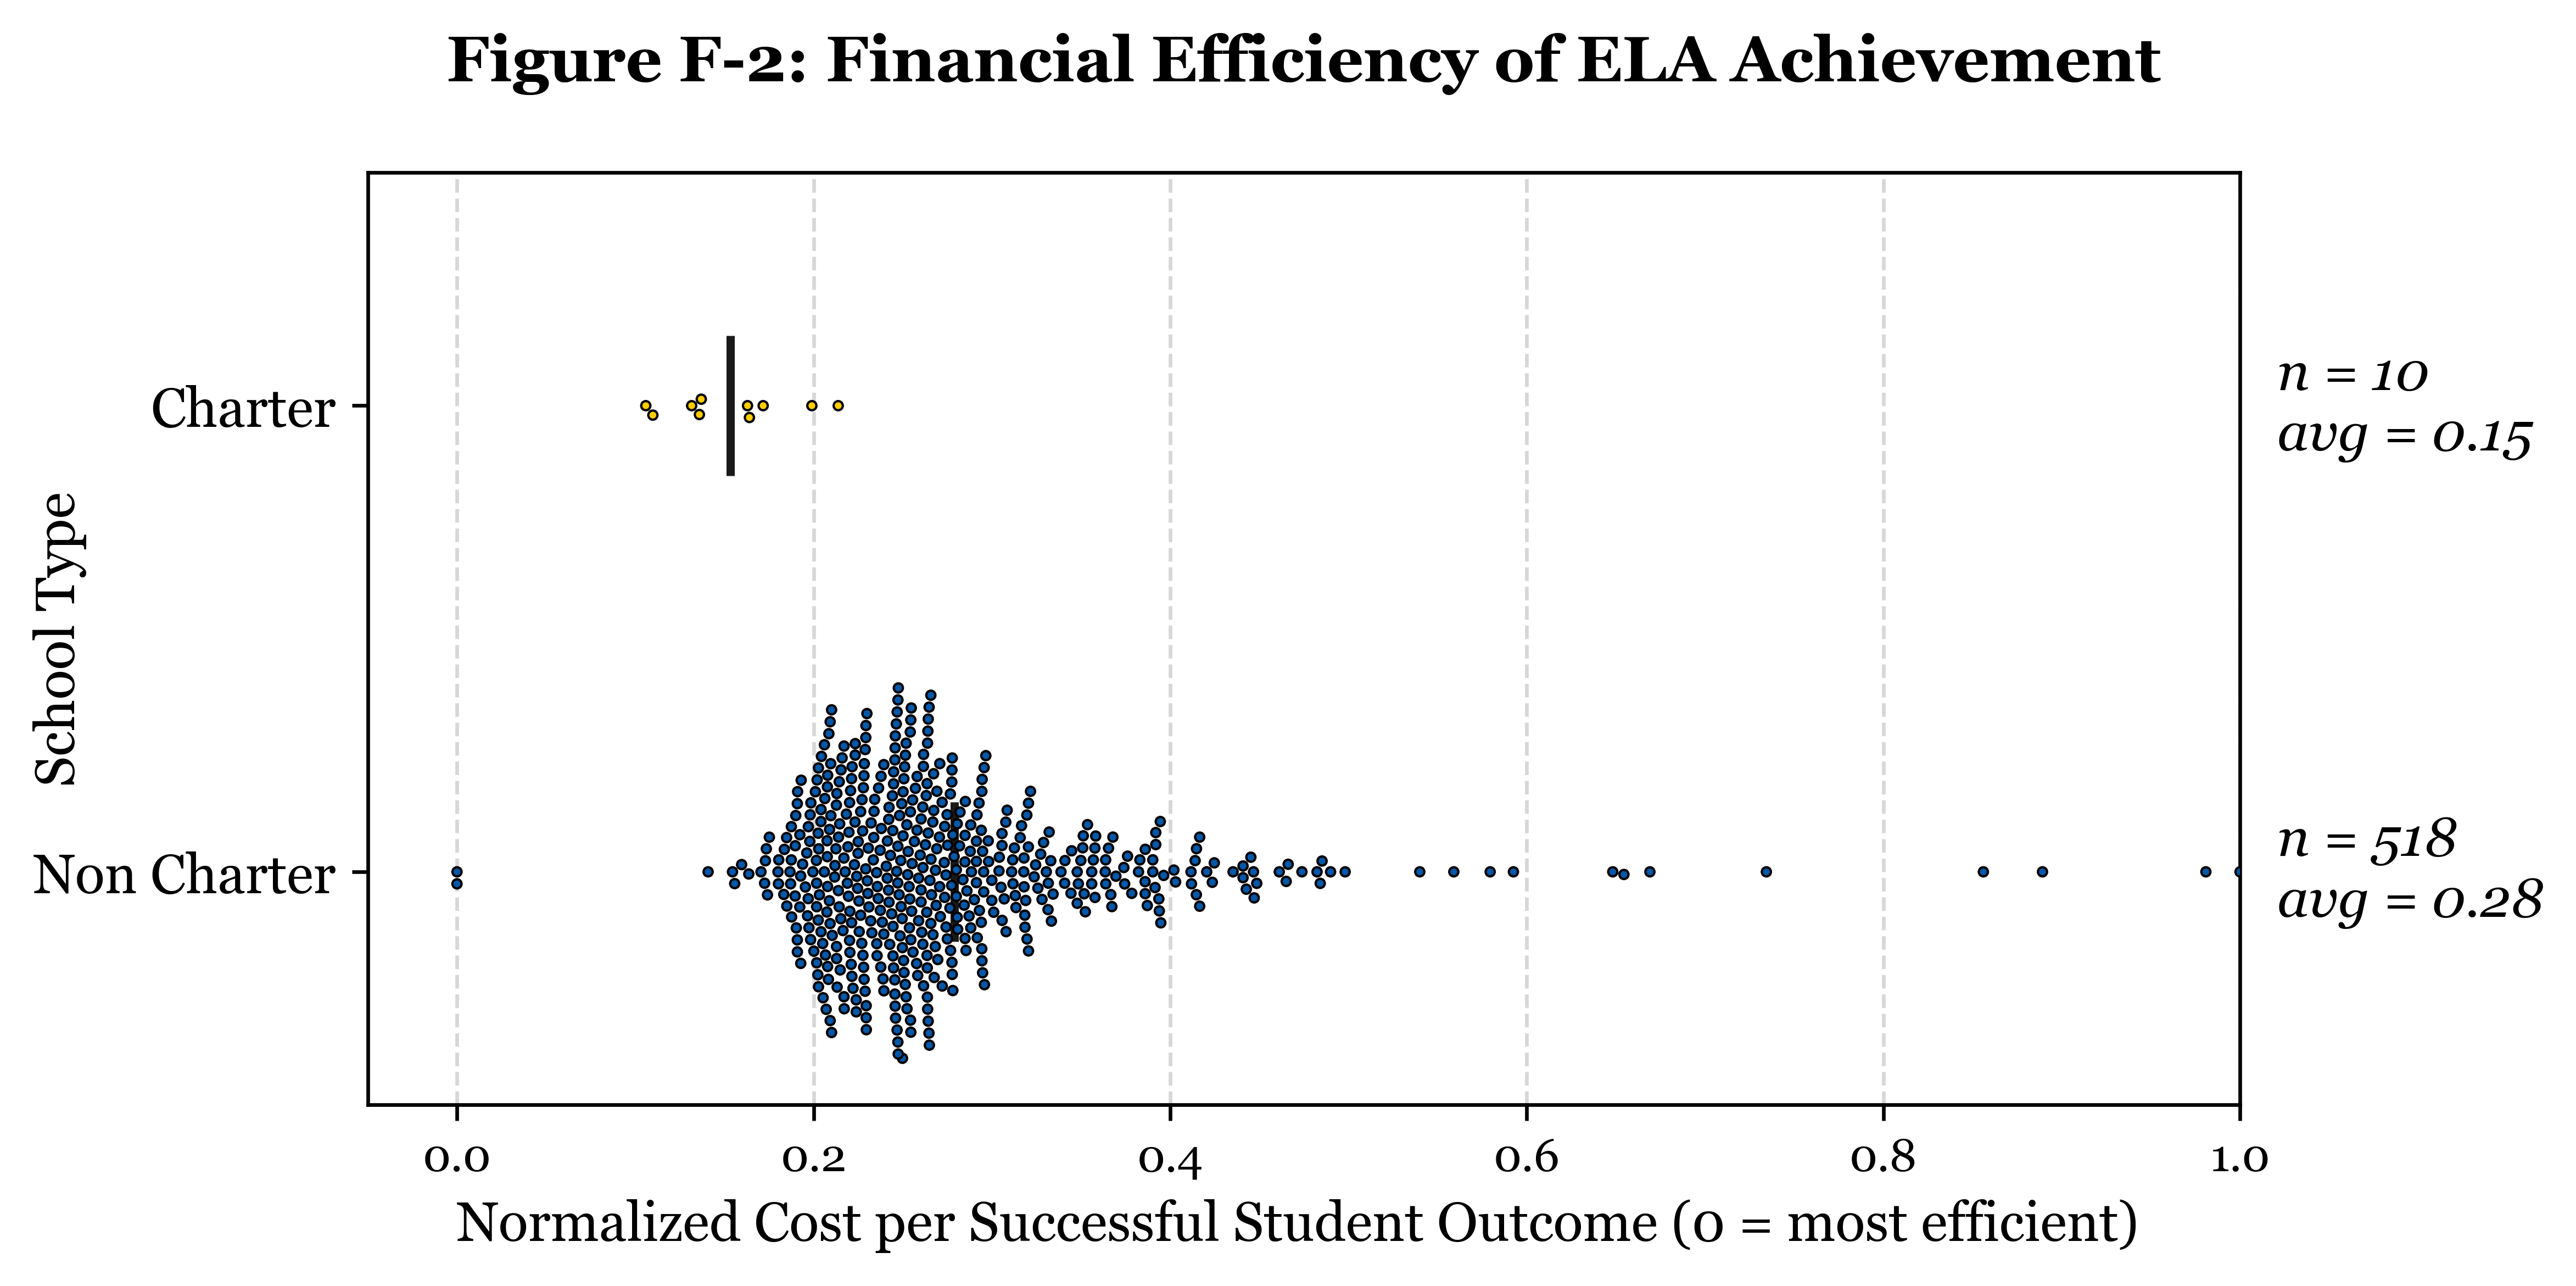 Figure F-2: Financial Efficiency of ELA Achievement
School Type
Charter
n = 10
avg = 0.15
Non Charter
n = 518
avg = 0.28
0.0 0.2 0.4 0.6 0.8 1.0
Normalized Cost per Successful Student Outcome (0 = most efficient)